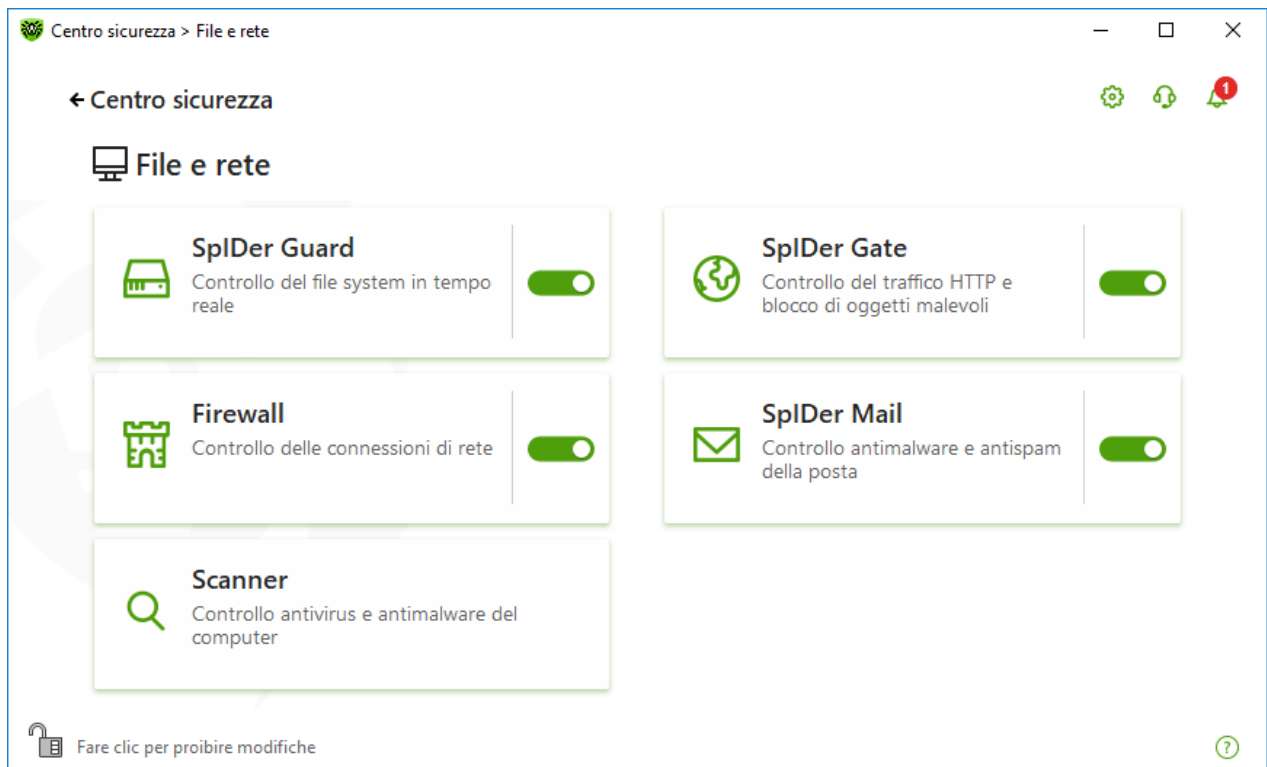 Centro sicurezza > File e rete
Centro sicurezza
1
File e rete
SpIDer Guard
Controllo del file system in tempo
reale
SpIDer Gate
Controllo del traffico HTTP e
blocco di oggetti malevoli
Firewall
Controllo delle connessioni di rete
SpIDer Mail
Controllo antimalware e antispam
della posta
Scanner
Controllo antivirus e antimalware del
computer
Fare clic per proibire modifiche
?